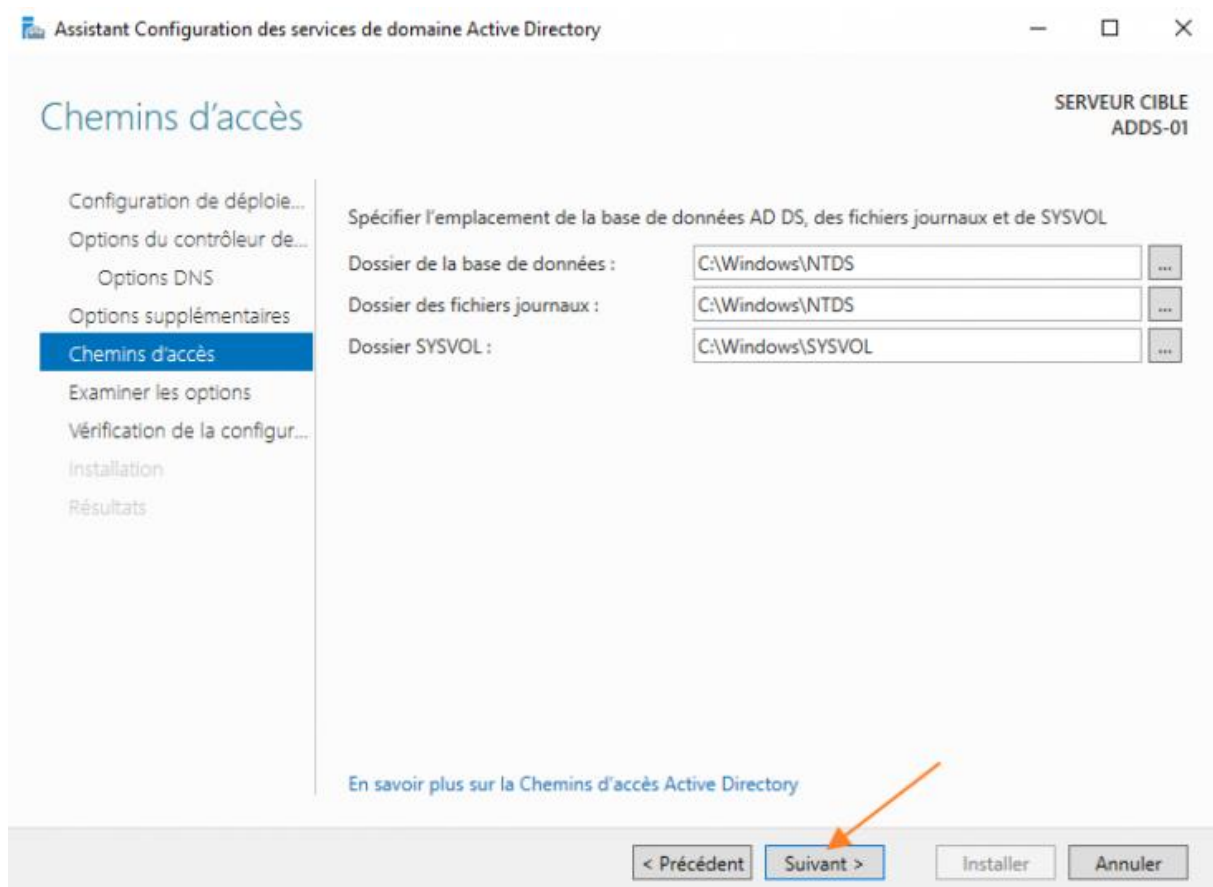 Assistant Configuration des services de domaine Active Directory
Chemins d'accès
SERVEUR CIBLE
ADDS-01
Configuration de déploie...
Options du contrôleur de...
Options DNS
Options supplémentaires
Chemins d'accès
Examiner les options
Vérification de la configur...
Installation
Résultats
Spécifier l'emplacement de la base de données AD DS, des fichiers journaux et de SYSVOL
Dossier de la base de données : C:\Windows\NTDS ...
Dossier des fichiers journaux : C:\Windows\NTDS ...
Dossier SYSVOL : C:\Windows\SYSVOL ...
En savoir plus sur la Chemins d'accès Active Directory
< Précédent Suivant > Installer Annuler